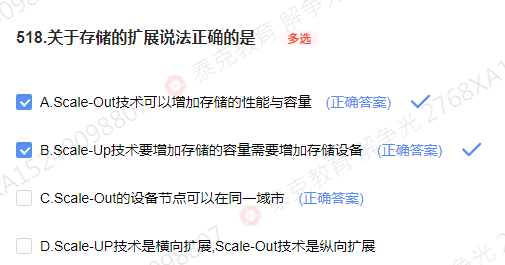 518.关于存储的扩展说法正确的是 多选
A.Scale-Out技术可以增加存储的性能与容量 (正确答案)
B.Scale-Up技术要增加存储的容量需要增加存储设备 (正确答案)
C.Scale-Out的设备节点可以在同一域市 (正确答案)
D.Scale-UP技术是横向扩展,Scale-Out技术是纵向扩展